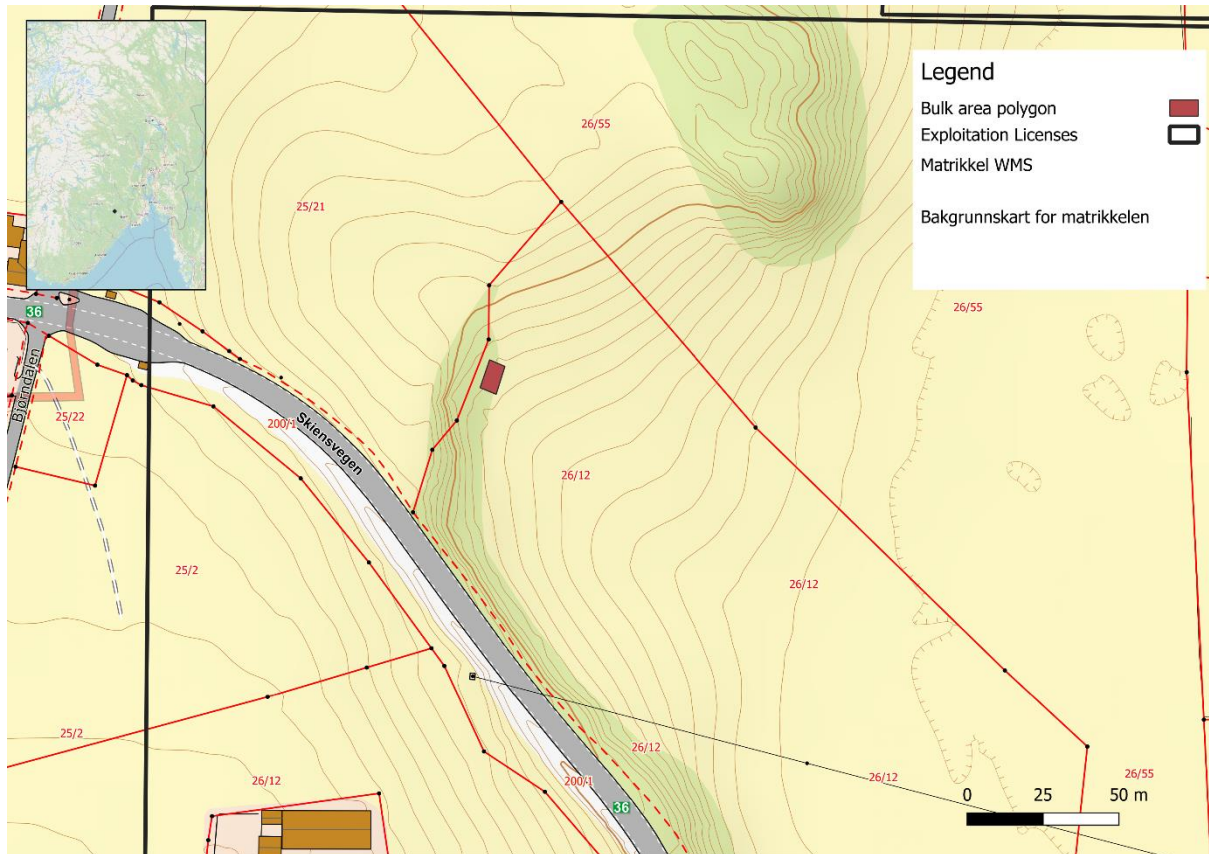 Legend
Bulk area polygon
Exploitation Licenses
Matrikkel WMS
Bakgrunnskart for matrikkelen
26/55
25/21
26/55
36
Bjørndalen
25/22
200/1
Skiensvegen
26/12
25/2
26/12
25/2
26/12
26/12
200/1
36
26/12
26/55
0 25 50 m